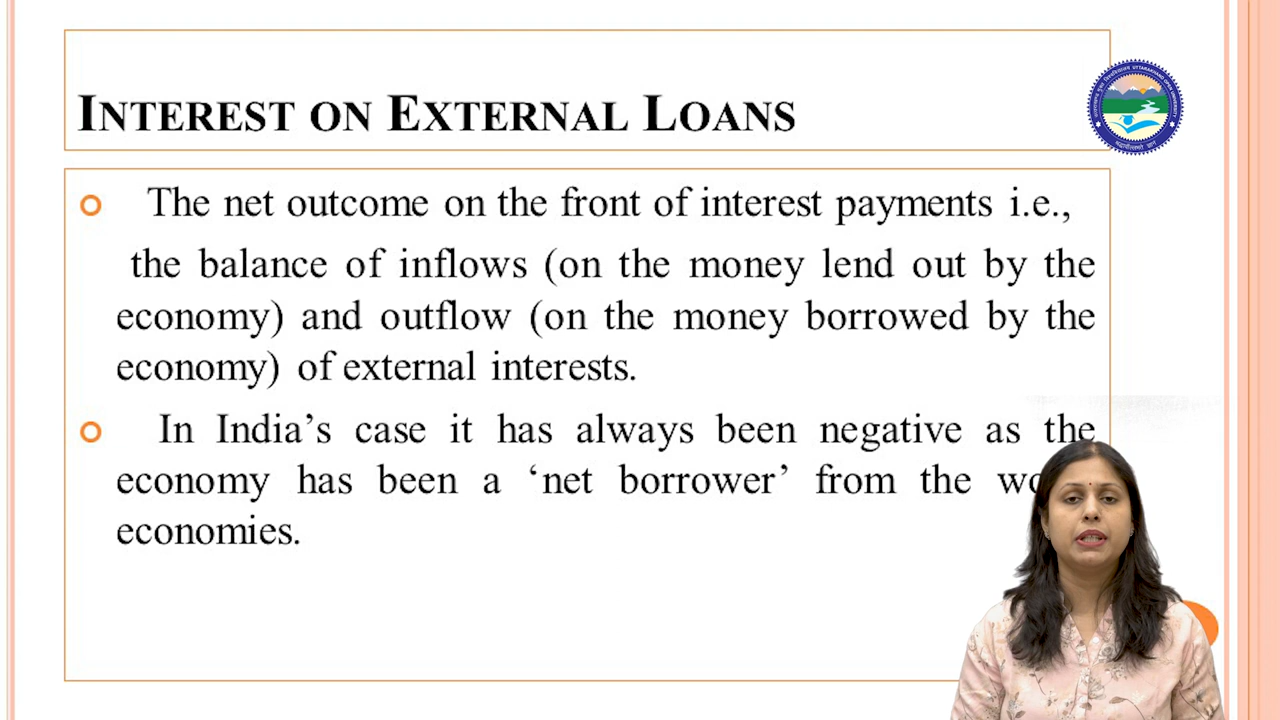 INTEREST ON EXTERNAL LOANS
The net outcome on the front of interest payments i.e.,
the balance of inflows (on the money lend out by the
economy) and outflow (on the money borrowed by the
economy) of external interests.
In India’s case it has always been negative as the
economy has been a ‘net borrower’ from the
economies.